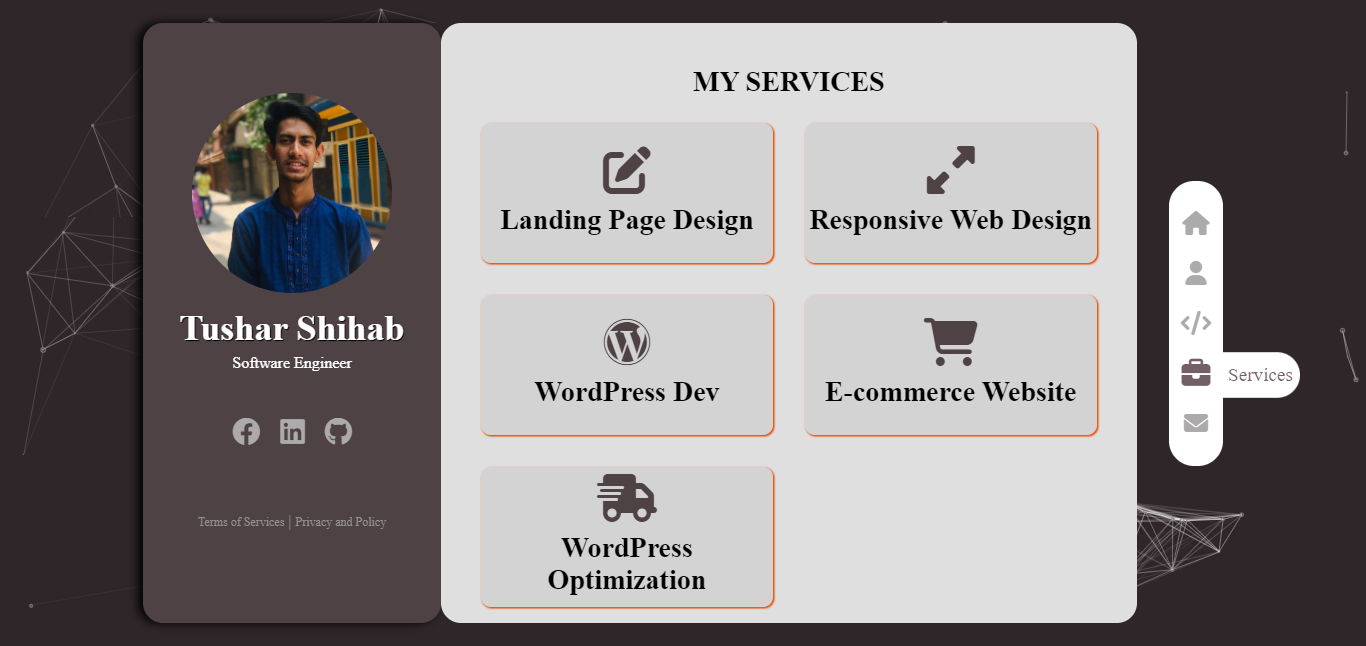 Tushar Shihab
Software Engineer
Terms of Services | Privacy and Policy
MY SERVICES
Landing Page Design
Responsive Web Design
WordPress Dev
E-commerce Website
WordPress
Optimization
Services